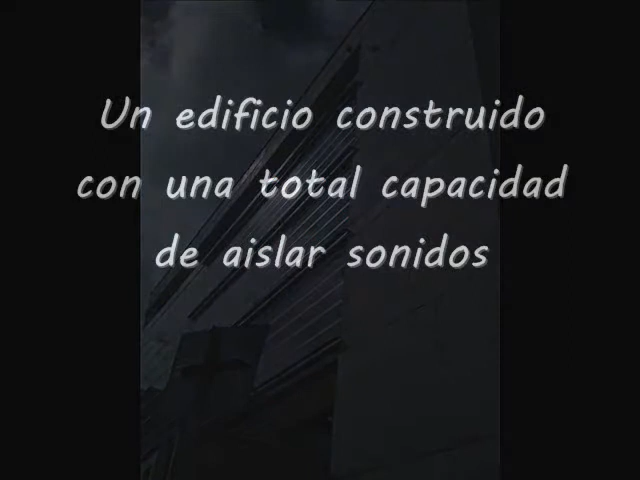 Un edificio construido
con una total capacidad
de aislar sonidos